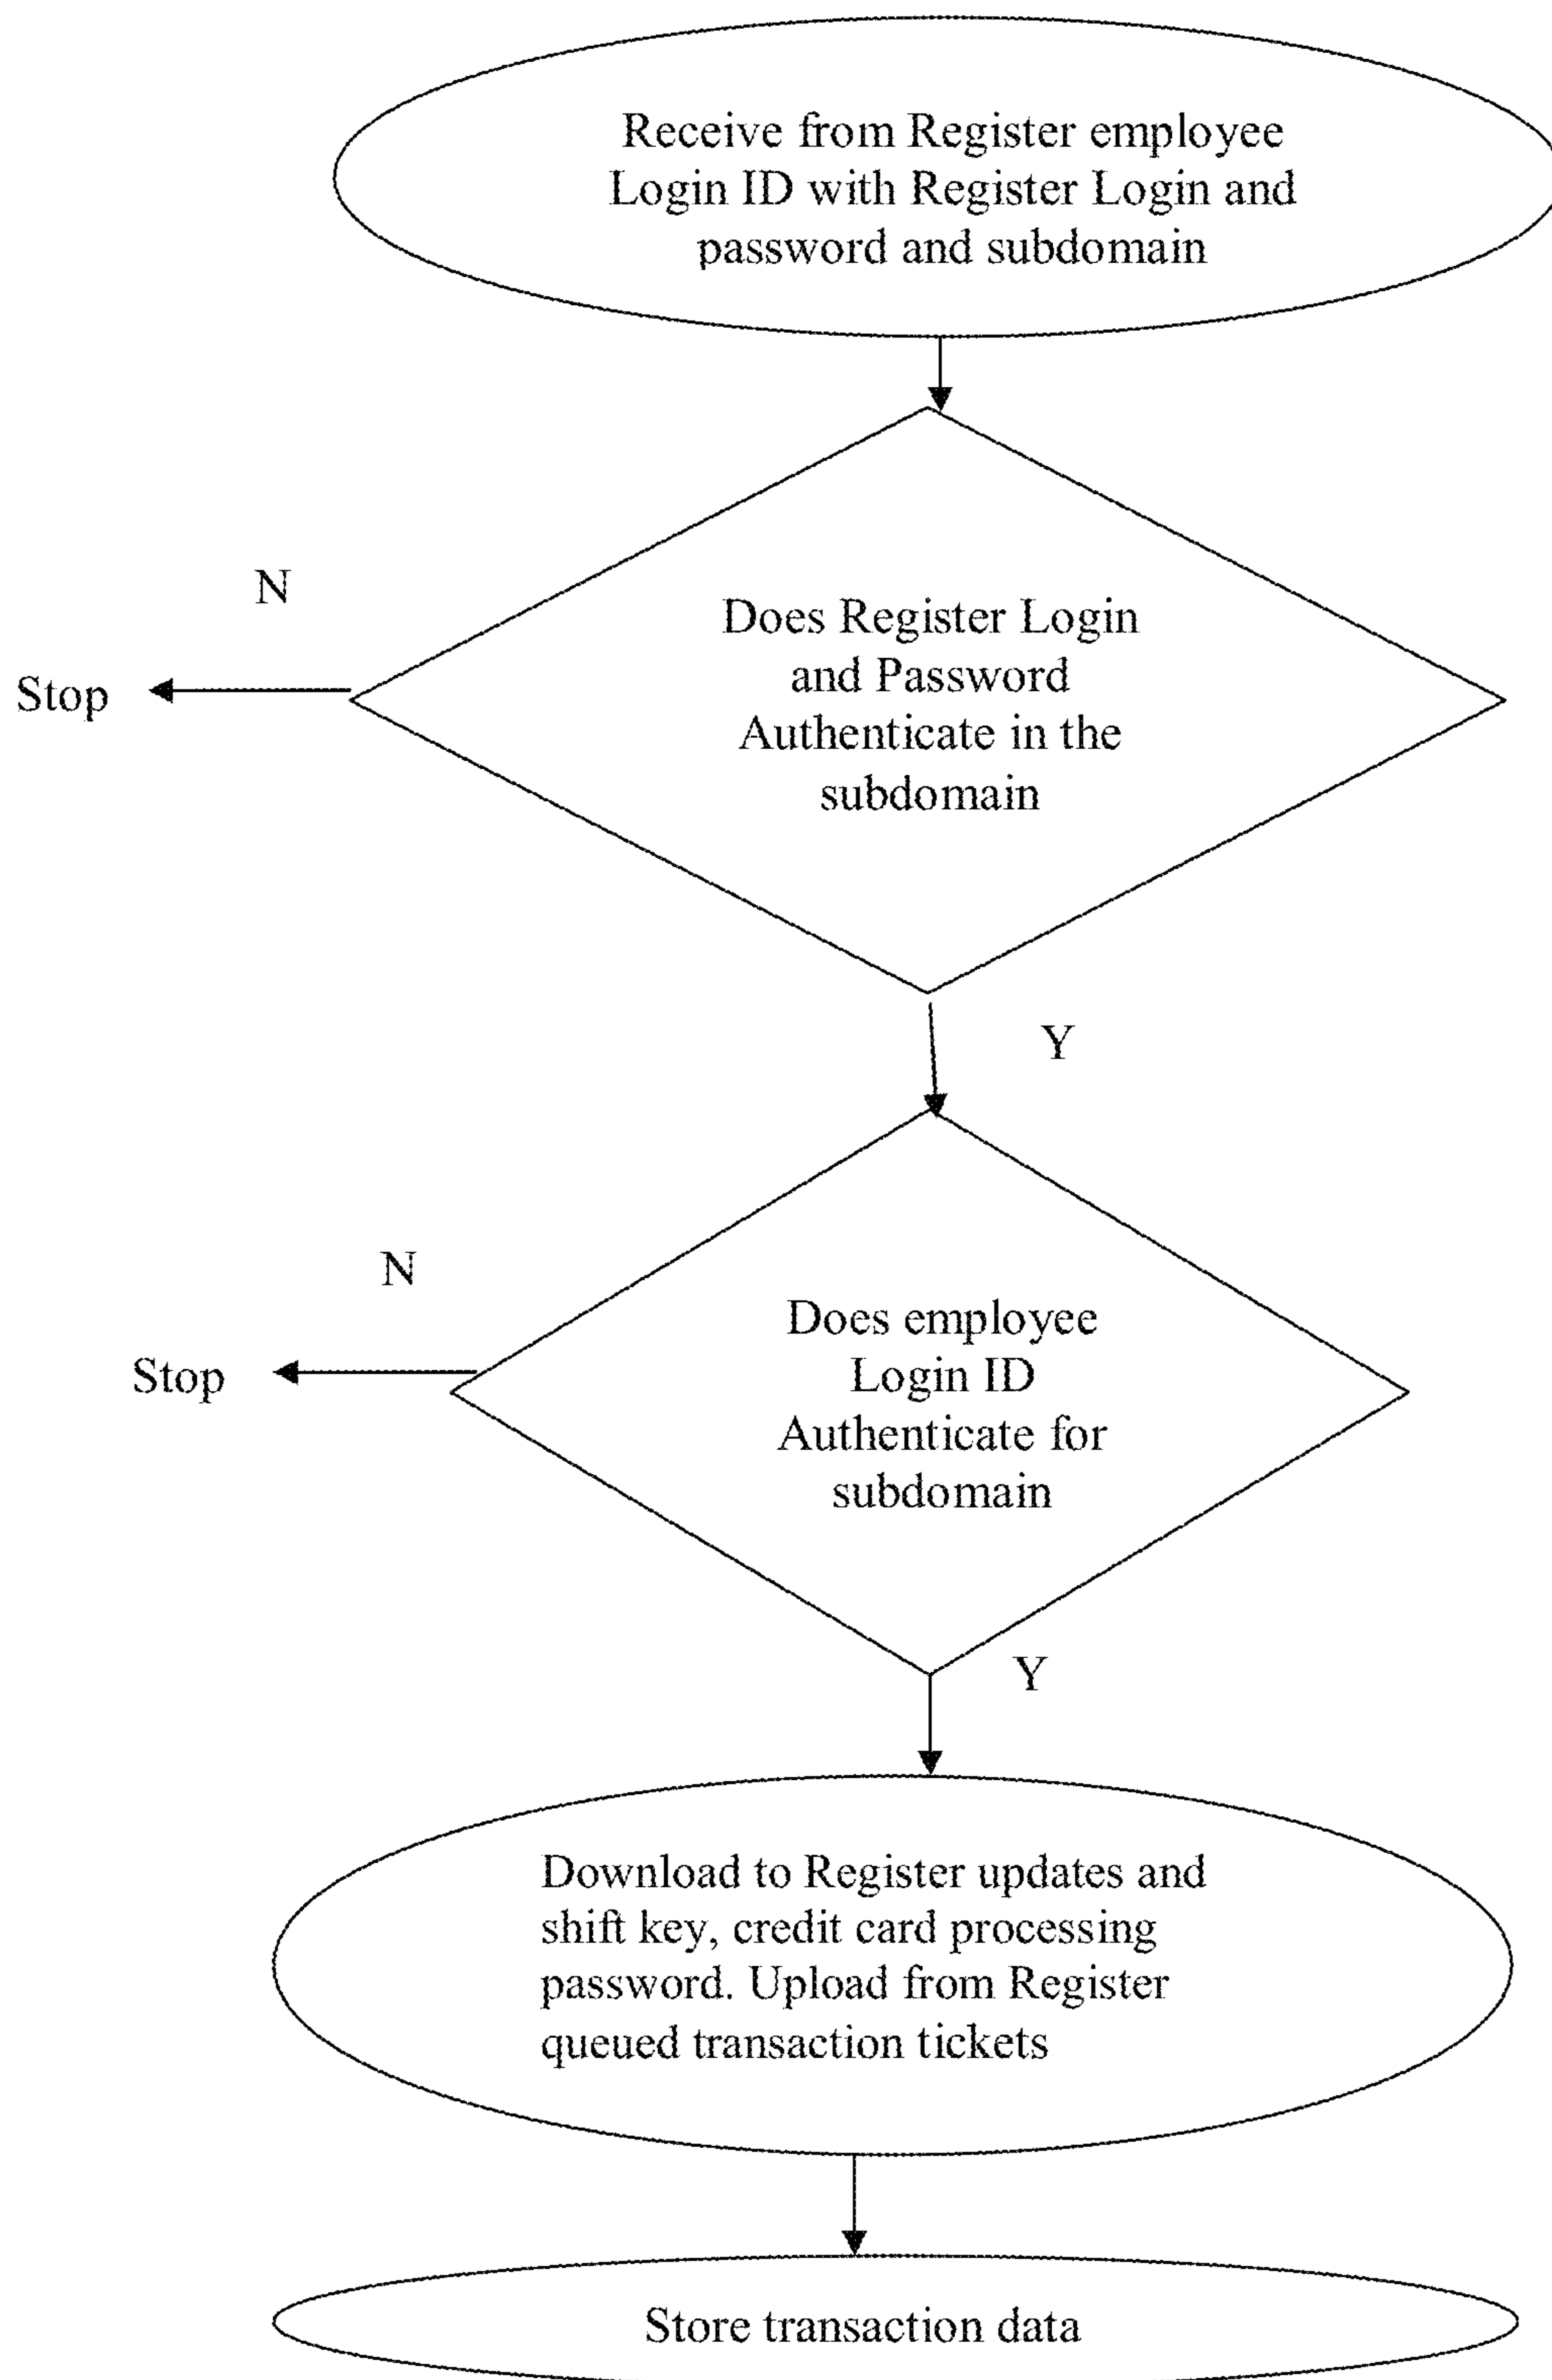 Receive from Register employee
Login ID with Register Login and
password and subdomain
N
Does Register Login
and Password
Authenticate in the
subdomain
Stop
Y
N
Does employee
Login ID
Authenticate for
subdomain
Stop
Y
Download to Register updates and
shift key, credit card processing
password. Upload from Register
queued transaction tickets
Store transaction data